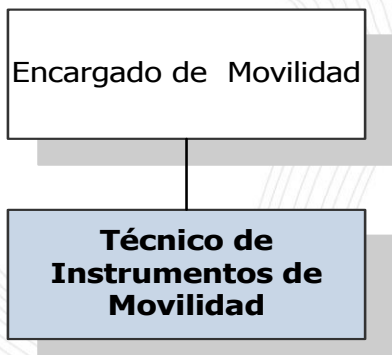 Encargado de  Movilidad
Técnico de
Instrumentos de
Movilidad